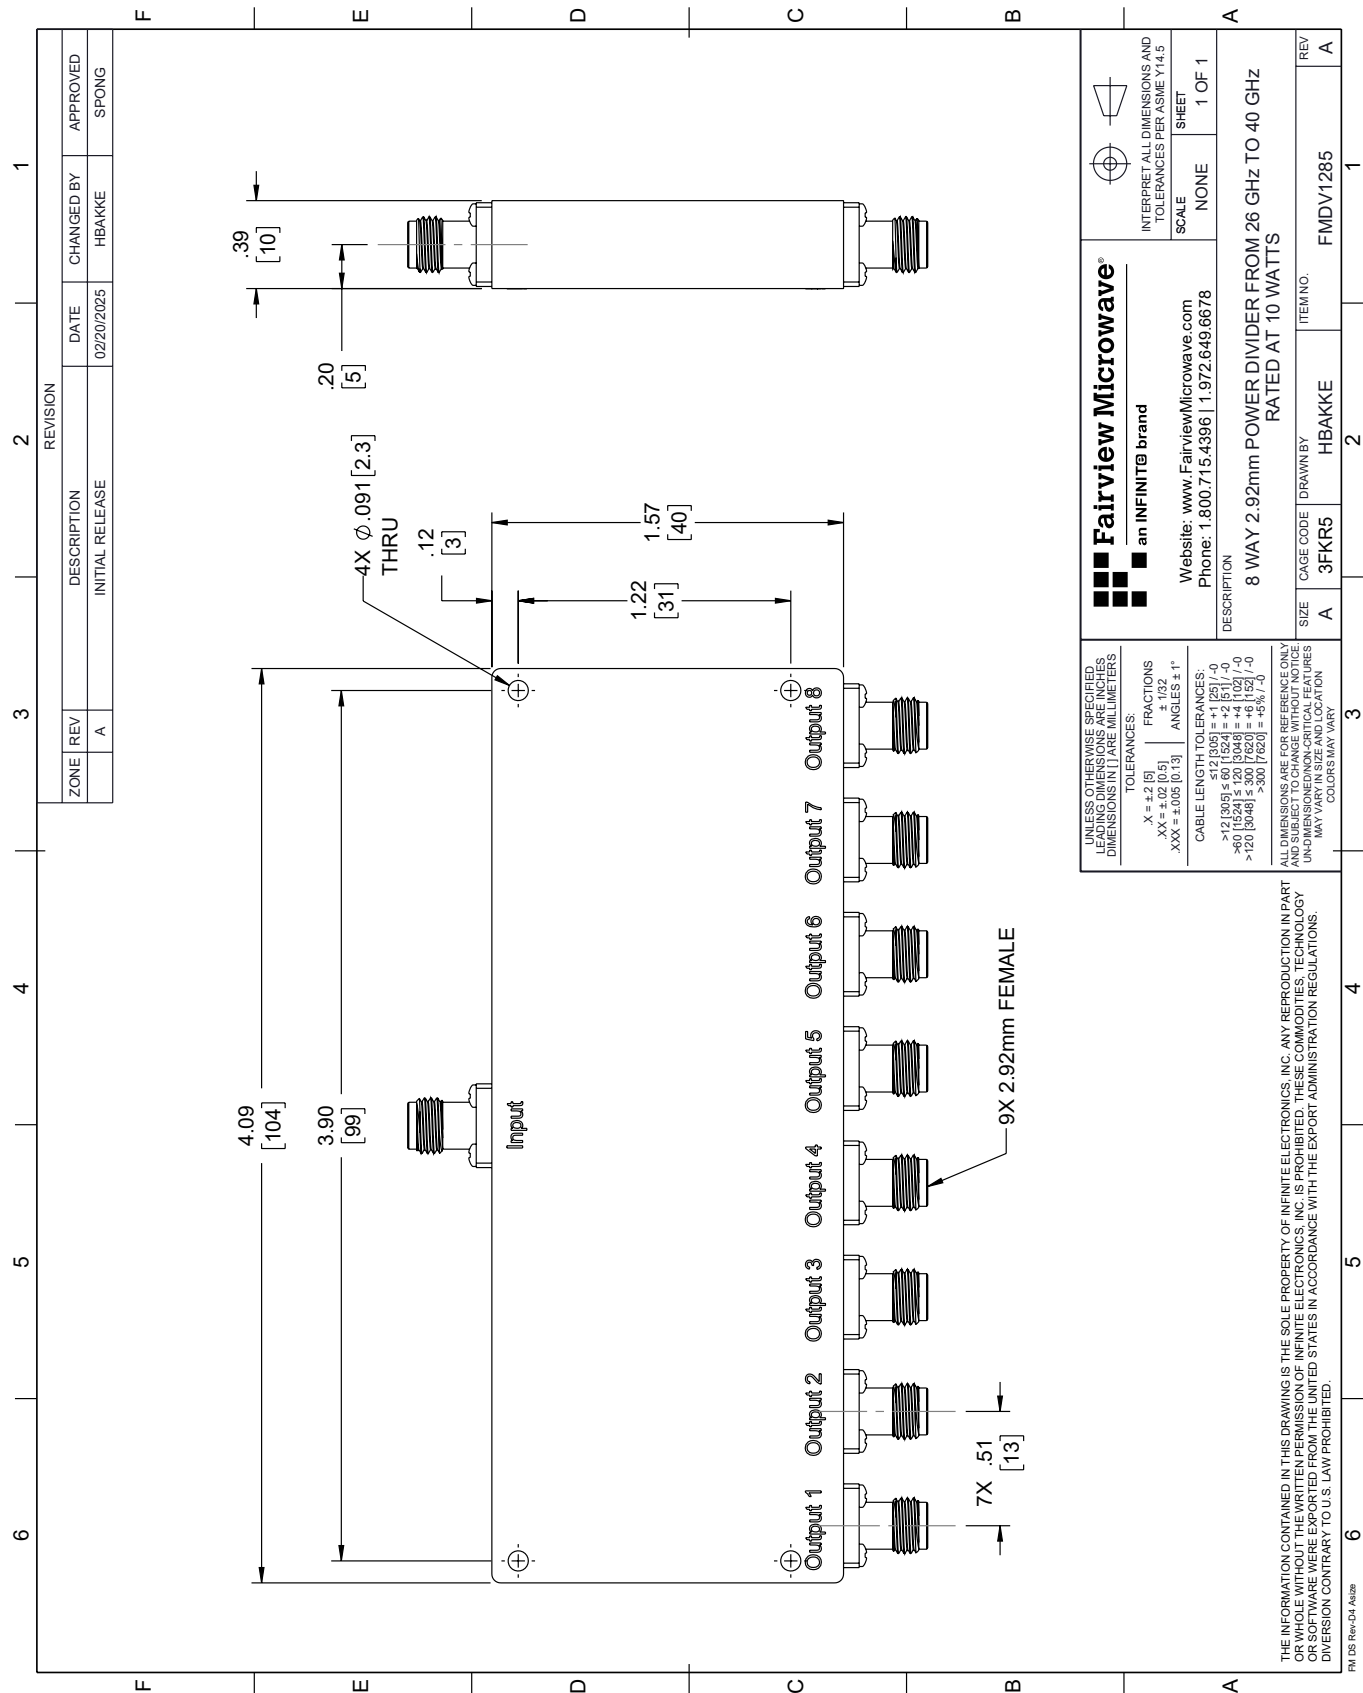 6 5 4 3 2 1
F
E
D
C
B
A
REVISION
ZONE REV DESCRIPTION DATE CHANGED BY APPROVED
A INITIAL RELEASE 02/20/2025 HBAKKE SPONG
4.09
[104]
3.90
[99]
.39
[10]
.20
[5]
4X ⌀ .091 [2.3]
THRU
.12
[3]
1.22
[31]
1.57
[40]
Input
Output 1 Output 2 Output 3 Output 4 Output 5 Output 6 Output 7 Output 8
7X .51
[13]
9X 2.92mm FEMALE
THE INFORMATION CONTAINED IN THIS DRAWING IS THE SOLE PROPERTY OF INFINITE ELECTRONICS, INC. ANY REPRODUCTION IN PART
OR WHOLE WITHOUT THE WRITTEN PERMISSION OF INFINITE ELECTRONICS, INC. IS PROHIBITED. THESE COMMODITIES, TECHNOLOGY
OR SOFTWARE WERE EXPORTED FROM THE UNITED STATES IN ACCORDANCE WITH THE EXPORT ADMINISTRATION REGULATIONS.
DIVERSION CONTRARY TO U.S. LAW PROHIBITED.
UNLESS OTHERWISE SPECIFIED
LEADING DIMENSIONS ARE INCHES
DIMENSIONS IN [ ] ARE MILLIMETERS
TOLERANCES:
.X = ±.2 [5] FRACTIONS
.XX = ±.02 [0.5] ± 1/32
.XXX = ±.005 [0.13] ANGLES ± 1°
CABLE LENGTH TOLERANCES:
≤12 [305] = +1 [25] / -0
>12 [305] ≤ 60 [1524] = +2 [51] / -0
>60 [1524] ≤ 120 [3048] = +4 [102] / -0
>120 [3048] ≤ 300 [7620] = +6 [152] / -0
>300 [7620] = +5% / -0
ALL DIMENSIONS ARE FOR REFERENCE ONLY
AND SUBJECT TO CHANGE WITHOUT NOTICE.
UN-DIMENSIONED/NON-CRITICAL FEATURES
MAY VARY IN SIZE AND LOCATION
COLORS MAY VARY
Fairview Microwave®
an INFINIT@ brand
Website: www.FairviewMicrowave.com
Phone: 1.800.715.4396 | 1.972.649.6678
INTERPRET ALL DIMENSIONS AND
TOLERANCES PER ASME Y14.5
SCALE NONE
SHEET 1 OF 1
DESCRIPTION
8 WAY 2.92mm POWER DIVIDER FROM 26 GHz TO 40 GHz
RATED AT 10 WATTS
SIZE CAGE CODE DRAWN BY ITEM NO. REV
A 3FKR5 HBAKKE FMDV1285 A
F
E
D
C
B
A
FM DS Rev-D4 Asize
6 5 4 3 2 1